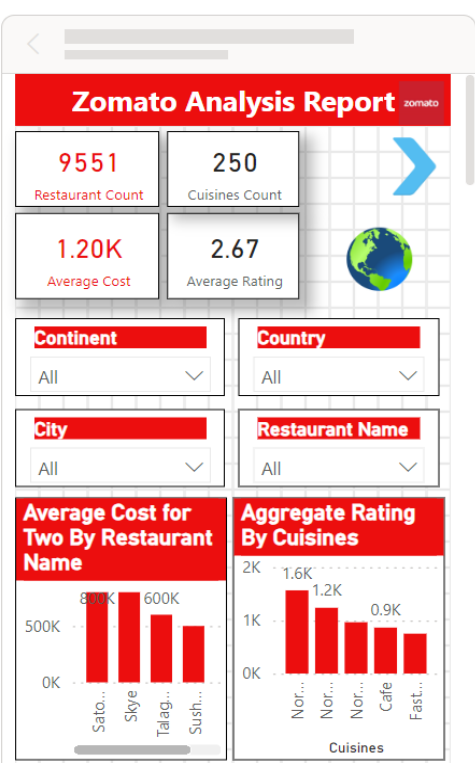 Zomato Analysis Report
zomato
9551
Restaurant Count
250
Cuisines Count
1.20K
Average Cost
2.67
Average Rating
Continent
All
Country
All
City
All
Restaurant Name
All
Average Cost for
Two By Restaurant
Name
800K
600K
500K
0K
Sato...
Skye
Talag...
Sush...
Aggregate Rating
By Cuisines
2K
1.6K
1.2K
0.9K
1K
0K
Nor...
Nor...
Nor...
Cafe
Fast...
Cuisines